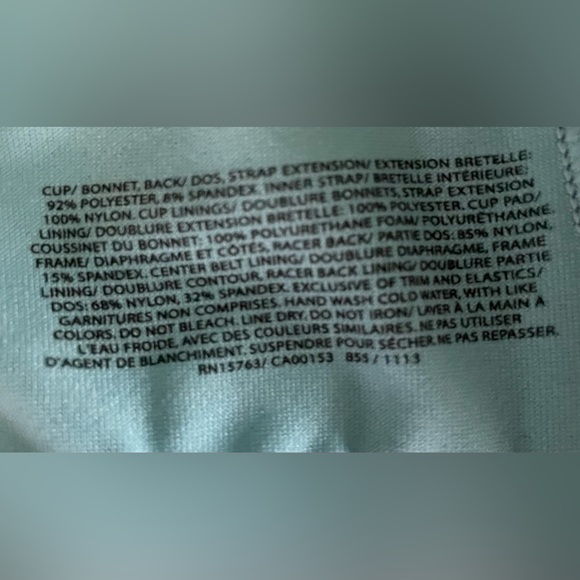 CUP/ BONNET, BACK/ DOS, STRAP EXTENSION/ EXTENSION BRETELLE:
92% POLYESTER, 8% SPANDEX. INNER STRAP/ BRETELLE INTÉRIEURE:
100% NYLON. CUP LININGS/ DOUBLURE BONNETS, STRAP EXTENSION
LINING/ DOUBLURE EXTENSION BRETELLE: 100% POLYESTER. CUP PAD/
COUSSINET DU BONNET: 100% POLYURETHANE FOAM/ POLYURÉTHANNE.
FRAME/ DIAPHRAGME ET CÔTÉS, RACER BACK/ PARTIE DOS: 85% NYLON,
15% SPANDEX. CENTER BELT LINING/ DOUBLURE DIAPHRAGME, FRAME
LINING/ DOUBLURE CONTOUR, RACER BACK LINING/ DOUBLURE PARTIE
DOS: 68% NYLON, 32% SPANDEX. EXCLUSIVE OF TRIM AND ELASTICS/
GARNITURES NON COMPRISES. HAND WASH COLD WATER, WITH LIKE
COLORS. DO NOT BLEACH. LINE DRY. DO NOT IRON/ LAVER À LA MAIN À
L'EAU FROIDE, AVEC DES COULEURS SIMILAIRES. NE PAS UTILISER
D'AGENT DE BLANCHIMENT. SUSPENDRE POUR SÉCHER. NE PAS REPASSER.
RN15763/ CA00153 85S / 1113